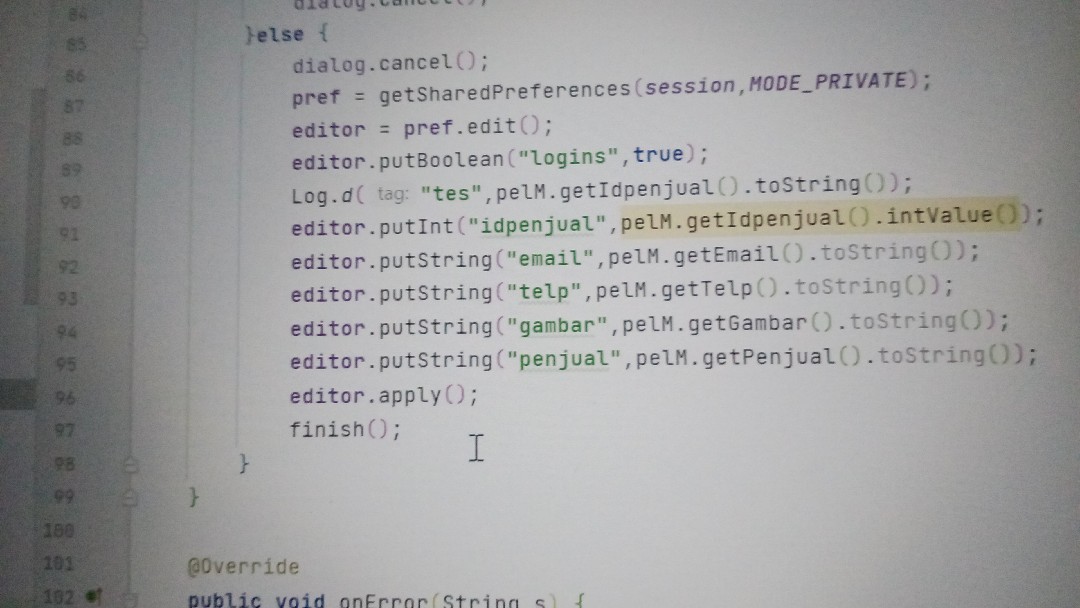 84 dialog.cancel();
85 }else {
86 dialog.cancel();
87 pref = getSharedPreferences(session,MODE_PRIVATE);
88 editor = pref.edit();
89 editor.putBoolean("logins",true);
90 Log.d( tag: "tes",pelM.getIdpenjual().toString());
91 editor.putInt("idpenjual",pelM.getIdpenjual().intValue());
92 editor.putString("email",pelM.getEmail().toString());
93 editor.putString("telp",pelM.getTelp().toString());
94 editor.putString("gambar",pelM.getGambar().toString());
95 editor.putString("penjual",pelM.getPenjual().toString());
96 editor.apply();
97 finish();
98 }
99 }
100
101 @Override
102 public void onError(String s) {